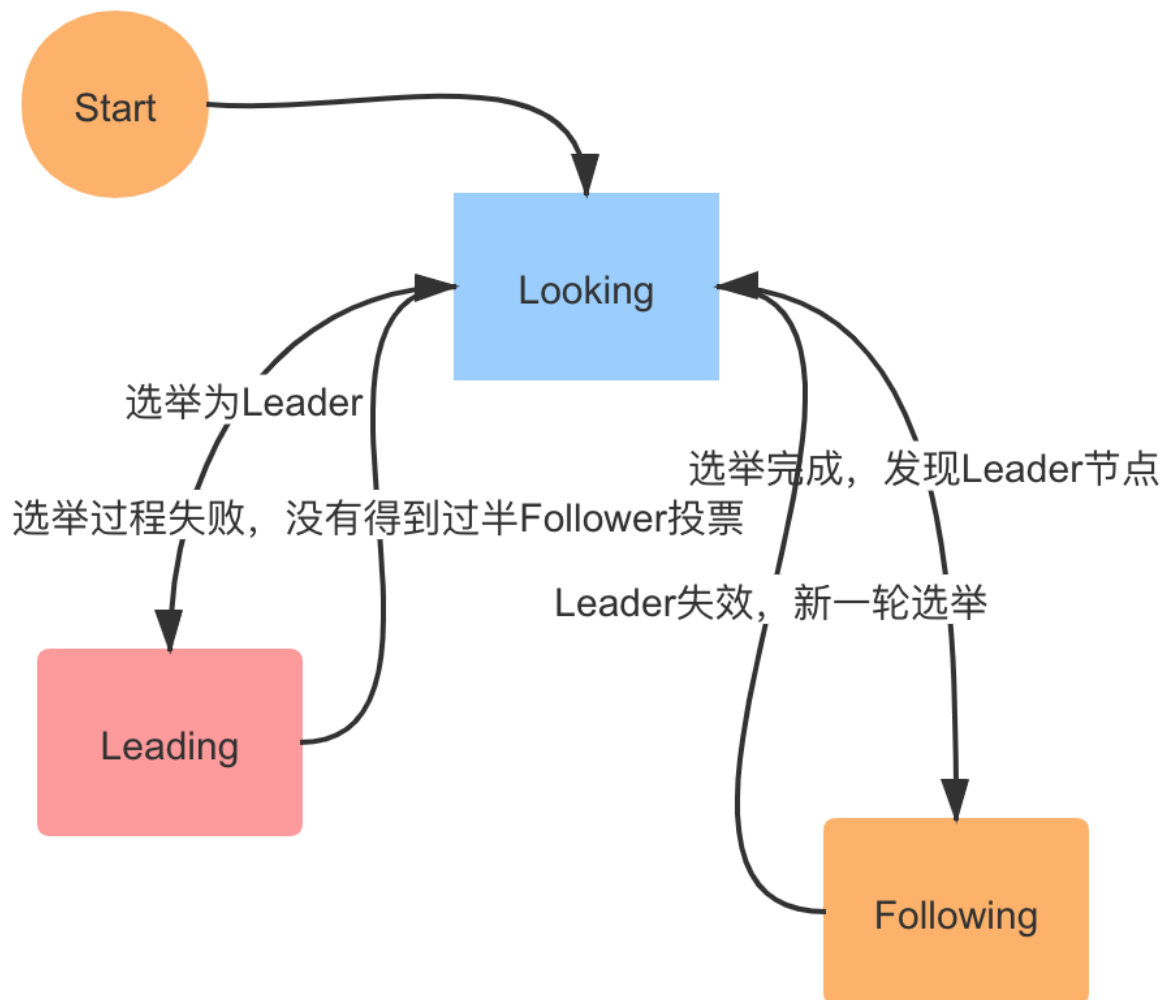 Start
Looking
选举为Leader
选举完成，发现Leader节点
选举过程失败，没有得到过半Follower投票
Leader失效，新一轮选举
Leading
Following